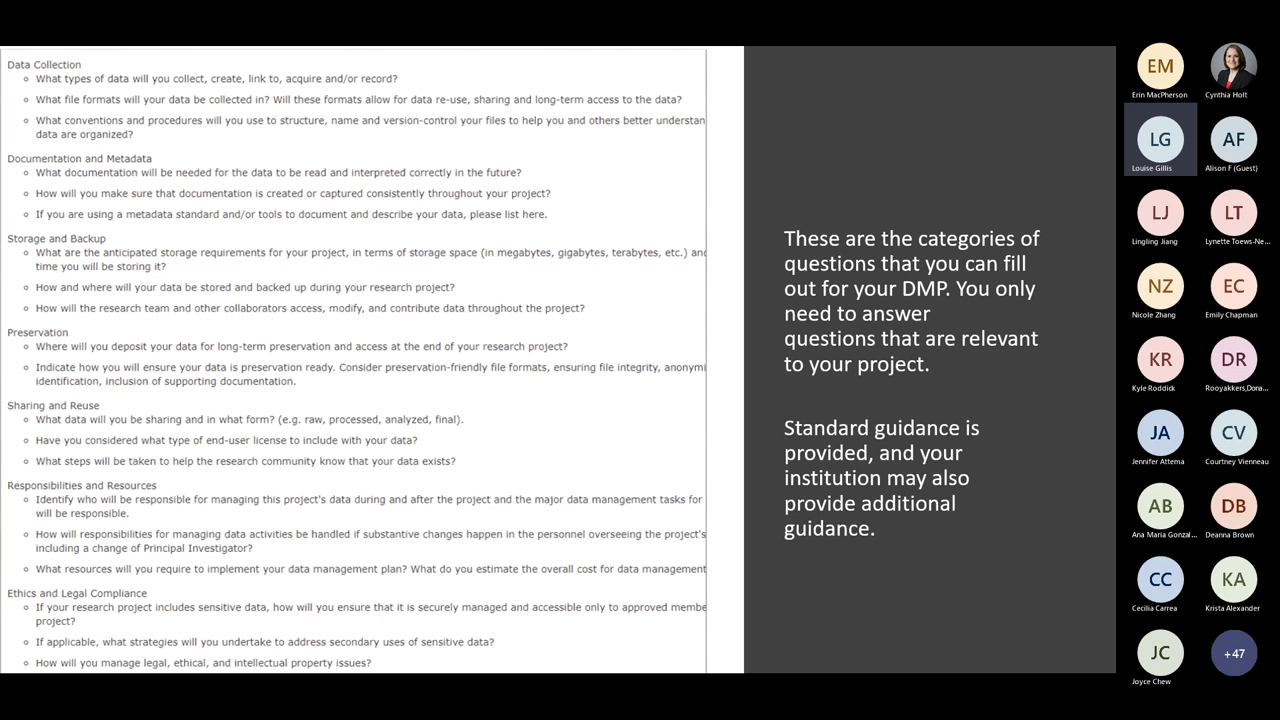 Data Collection
What types of data will you collect, create, link to, acquire and/or record?
What file formats will your data be collected in? Will these formats allow for data re-use, sharing and long-term access to the data?
What conventions and procedures will you use to structure, name and version-control your files to help you and others better understan
data are organized?
Documentation and Metadata
What documentation will be needed for the data to be read and interpreted correctly in the future?
How will you make sure that documentation is created or captured consistently throughout your project?
If you are using a metadata standard and/or tools to document and describe your data, please list here.
Storage and Backup
What are the anticipated storage requirements for your project, in terms of storage space (in megabytes, gigabytes, terabytes, etc.) and
time you will be storing it?
How and where will your data be stored and backed up during your research project?
How will the research team and other collaborators access, modify, and contribute data throughout the project?
Preservation
Where will you deposit your data for long-term preservation and access at the end of your research project?
Indicate how you will ensure your data is preservation ready. Consider preservation-friendly file formats, ensuring file integrity, anonymi
identification, inclusion of supporting documentation.
Sharing and Reuse
What data will you be sharing and in what form? (e.g. raw, processed, analyzed, final).
Have you considered what type of end-user license to include with your data?
What steps will be taken to help the research community know that your data exists?
Responsibilities and Resources
Identify who will be responsible for managing this project's data during and after the project and the major data management tasks for
will be responsible.
How will responsibilities for managing data activities be handled if substantive changes happen in the personnel overseeing the project's
including a change of Principal Investigator?
What resources will you require to implement your data management plan? What do you estimate the overall cost for data management
Ethics and Legal Compliance
If your research project includes sensitive data, how will you ensure that it is securely managed and accessible only to approved membe
project?
If applicable, what strategies will you undertake to address secondary uses of sensitive data?
How will you manage legal, ethical, and intellectual property issues?
These are the categories of
questions that you can fill
out for your DMP. You only
need to answer
questions that are relevant
to your project.
Standard guidance is
provided, and your
institution may also
provide additional
guidance.
EM
Erin MacPherson
Cynthia Holt
LG
Louise Gillis
AF
Alison F (Guest)
LJ
Lingling Jiang
LT
Lynette Toews-Ne...
NZ
Nicole Zhang
EC
Emily Chapman
KR
Kyle Roddick
DR
Rooyakkers,Dona...
JA
Jennifer Attema
CV
Courtney Vienneau
AB
Ana Maria Gonzal...
DB
Deanna Brown
CC
Cecilia Carrea
KA
Krista Alexander
JC
Joyce Chew
+47